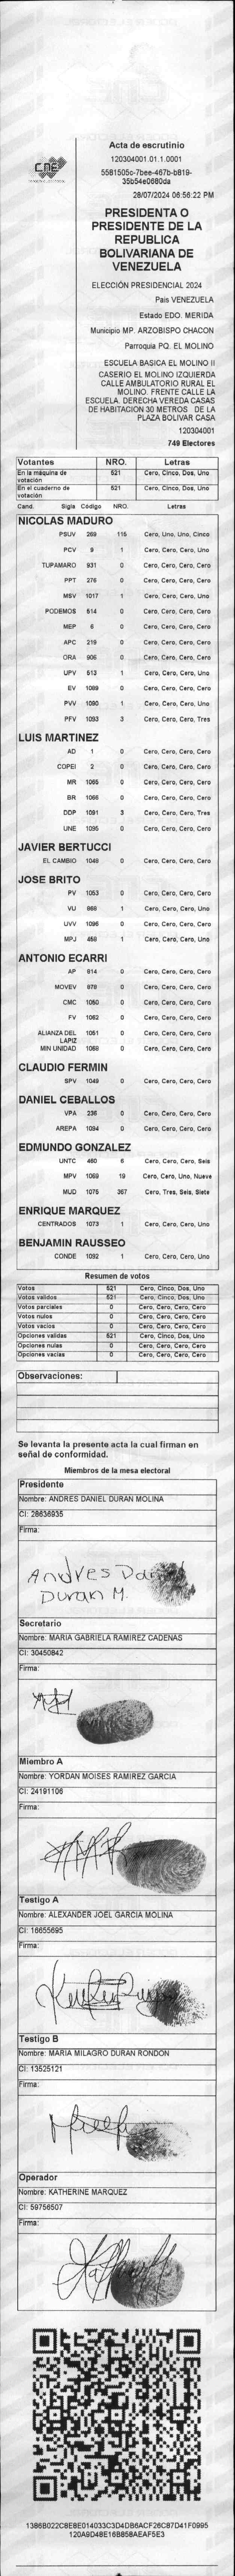 CNE
Acta de escrutinio
120304001.01.1.0001
5581505c-7bee-467b-b819-
35b54e0680da
28/07/2024 06:56:22 PM
PRESIDENTA O
PRESIDENTE DE LA
REPUBLICA
BOLIVARIANA DE
VENEZUELA
ELECCIÓN PRESIDENCIAL 2024
Pais VENEZUELA
Estado EDO. MERIDA
Municipio MP. ARZOBISPO CHACON
Parroquia PQ. EL MOLINO
ESCUELA BASICA EL MOLINO II
CASERIO EL MOLINO IZQUIERDA
CALLE AMBULATORIO RURAL EL
MOLINO. FRENTE CALLE LA
ESCUELA. DERECHA VEREDA CASAS
DE HABITACION 30 METROS DE LA
PLAZA BOLIVAR CASA
120304001
749 Electores
Votantes NRO. Letras
En la máquina de votación 521 Cero, Cinco, Dos, Uno
En el cuaderno de votación 521 Cero, Cinco, Dos, Uno
Cand. Sigla Código NRO. Letras
NICOLAS MADURO
PSUV 269 115 Cero, Uno, Uno, Cinco
PCV 9 1 Cero, Cero, Cero, Uno
TUPAMARO 931 0 Cero, Cero, Cero, Cero
PPT 276 0 Cero, Cero, Cero, Cero
MSV 1017 1 Cero, Cero, Cero, Uno
PODEMOS 514 0 Cero, Cero, Cero, Cero
MEP 6 0 Cero, Cero, Cero, Cero
APC 219 0 Cero, Cero, Cero, Cero
ORA 906 0 Cero, Cero, Cero, Cero
UPV 513 1 Cero, Cero, Cero, Uno
EV 1089 0 Cero, Cero, Cero, Cero
PVV 1090 1 Cero, Cero, Cero, Uno
PFV 1093 3 Cero, Cero, Cero, Tres
LUIS MARTINEZ
AD 1 0 Cero, Cero, Cero, Cero
COPEI 2 0 Cero, Cero, Cero, Cero
MR 1065 0 Cero, Cero, Cero, Cero
BR 1066 0 Cero, Cero, Cero, Cero
DDP 1091 3 Cero, Cero, Cero, Tres
UNE 1095 0 Cero, Cero, Cero, Cero
JAVIER BERTUCCI
EL CAMBIO 1049 0 Cero, Cero, Cero, Cero
JOSE BRITO
PV 1053 0 Cero, Cero, Cero, Cero
VU 969 1 Cero, Cero, Cero, Uno
UVV 1096 0 Cero, Cero, Cero, Cero
MPJ 459 1 Cero, Cero, Cero, Uno
ANTONIO ECARRI
AP 914 0 Cero, Cero, Cero, Cero
MOVEV 978 0 Cero, Cero, Cero, Cero
CMC 1050 0 Cero, Cero, Cero, Cero
FV 1062 0 Cero, Cero, Cero, Cero
ALIANZA DEL LAPIZ 1051 0 Cero, Cero, Cero, Cero
MIN UNIDAD 1069 0 Cero, Cero, Cero, Cero
CLAUDIO FERMIN
SPV 1048 0 Cero, Cero, Cero, Cero
DANIEL CEBALLOS
VPA 236 0 Cero, Cero, Cero, Cero
AREPA 1094 0 Cero, Cero, Cero, Cero
EDMUNDO GONZALEZ
UNTC 460 6 Cero, Cero, Cero, Seis
MPV 1069 19 Cero, Cero, Uno, Nueve
MUD 1075 367 Cero, Tres, Seis, Siete
ENRIQUE MARQUEZ
CENTRADOS 1073 1 Cero, Cero, Cero, Uno
BENJAMIN RAUSSEO
CONDE 1092 1 Cero, Cero, Cero, Uno
Resumen de votos
Votos 521 Cero, Cinco, Dos, Uno
Votos validos 521 Cero, Cinco, Dos, Uno
Votos parciales 0 Cero, Cero, Cero, Cero
Votos nulos 0 Cero, Cero, Cero, Cero
Votos vacios 0 Cero, Cero, Cero, Cero
Opciones validas 521 Cero, Cinco, Dos, Uno
Opciones nulas 0 Cero, Cero, Cero, Cero
Opciones vacias 0 Cero, Cero, Cero, Cero
Observaciones:
Se levanta la presente acta la cual firman en
señal de conformidad.
Miembros de la mesa electoral
Presidente
Nombre: ANDRES DANIEL DURAN MOLINA
CI: 28636935
Firma:
Andres Daniel
Duran M.
Secretario
Nombre: MARIA GABRIELA RAMIREZ CADENAS
CI: 30450842
Firma:
Miembro A
Nombre: YORDAN MOISES RAMIREZ GARCIA
CI: 24191106
Firma:
Testigo A
Nombre: ALEXANDER JOEL GARCIA MOLINA
CI: 16655695
Firma:
Testigo B
Nombre: MARIA MILAGRO DURAN RONDON
CI: 13525121
Firma:
Operador
Nombre: KATHERINE MARQUEZ
CI: 59756507
Firma:
1386B022C8E8E014033C3D4DB6ACF26C87D41F0995
120A9D48E16B858AEAF5E3